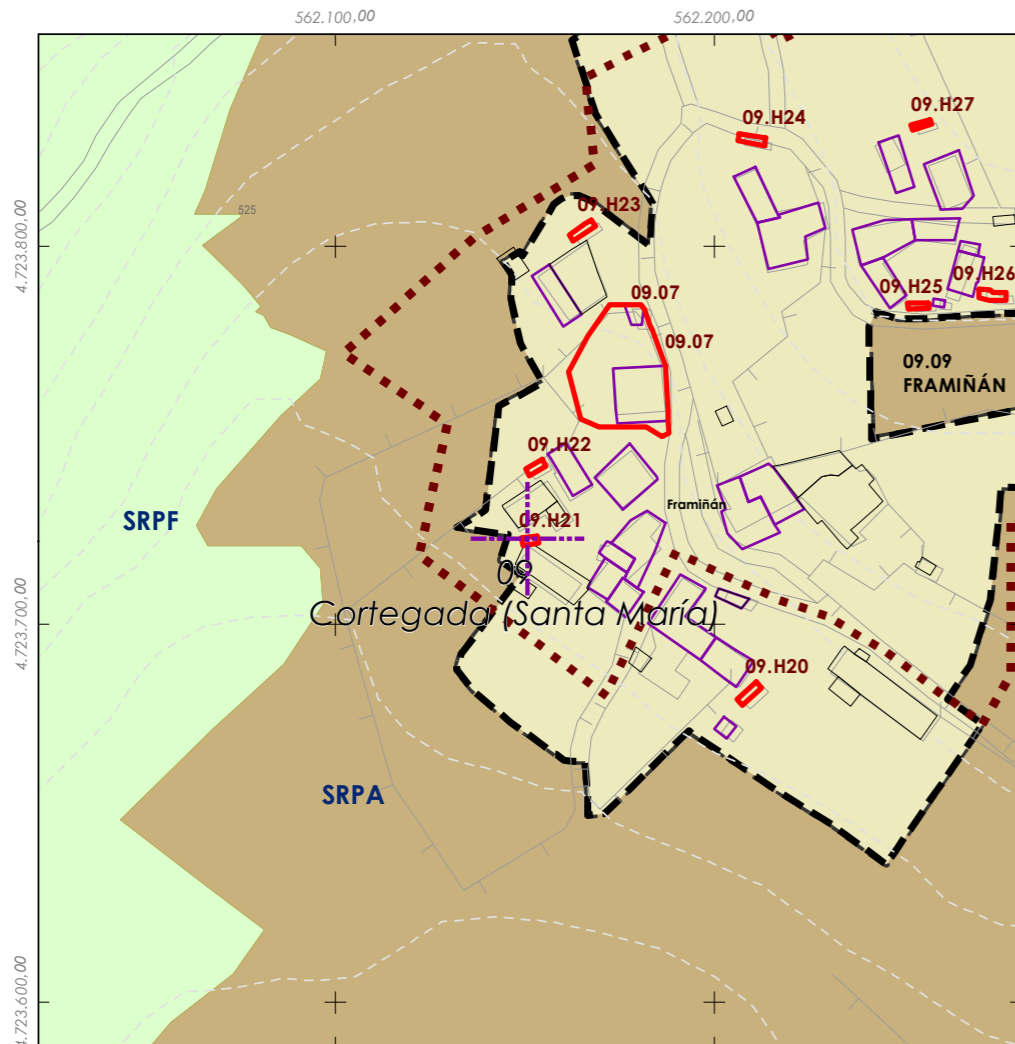 562.100,00
562.200,00
09.H27
09.H24
525
09.H23
4.723.800,00
09.H26
09.H25
09.07
09.07
09.09
FRAMIÑÁN
09.H22
Framiñán
SRPF
09.H21
09
Cortegada (Santa María)
4.723.700,00
09.H20
SRPA
4.723.600,00